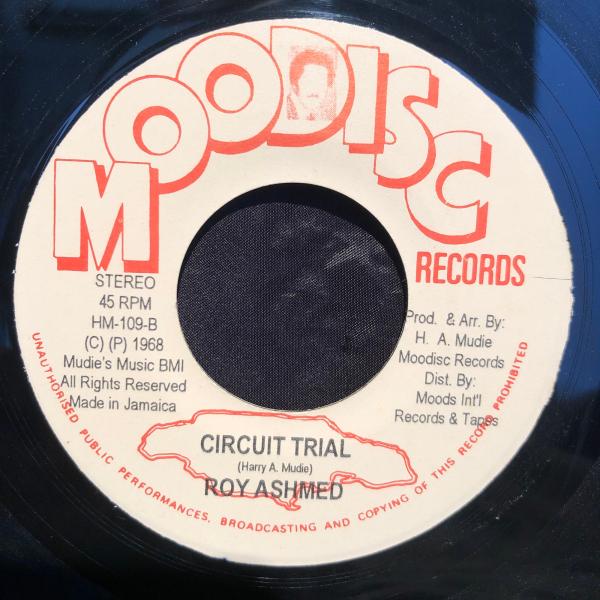 MOODISC
RECORDS
STEREO
45 RPM
HM-109-B
(C) (P) 1968
Mudie's Music BMI
All Rights Reserved
Made in Jamaica
Prod. & Arr. By:
H. A. Mudie
Moodisc Records
Dist. By:
Moods Int'l
Records & Tapes
CIRCUIT TRIAL
(Harry A. Mudie)
ROY ASHMED
UNAUTHORISED PUBLIC PERFORMANCES, BROADCASTING AND COPYING OF THIS RECORD PROHIBITED